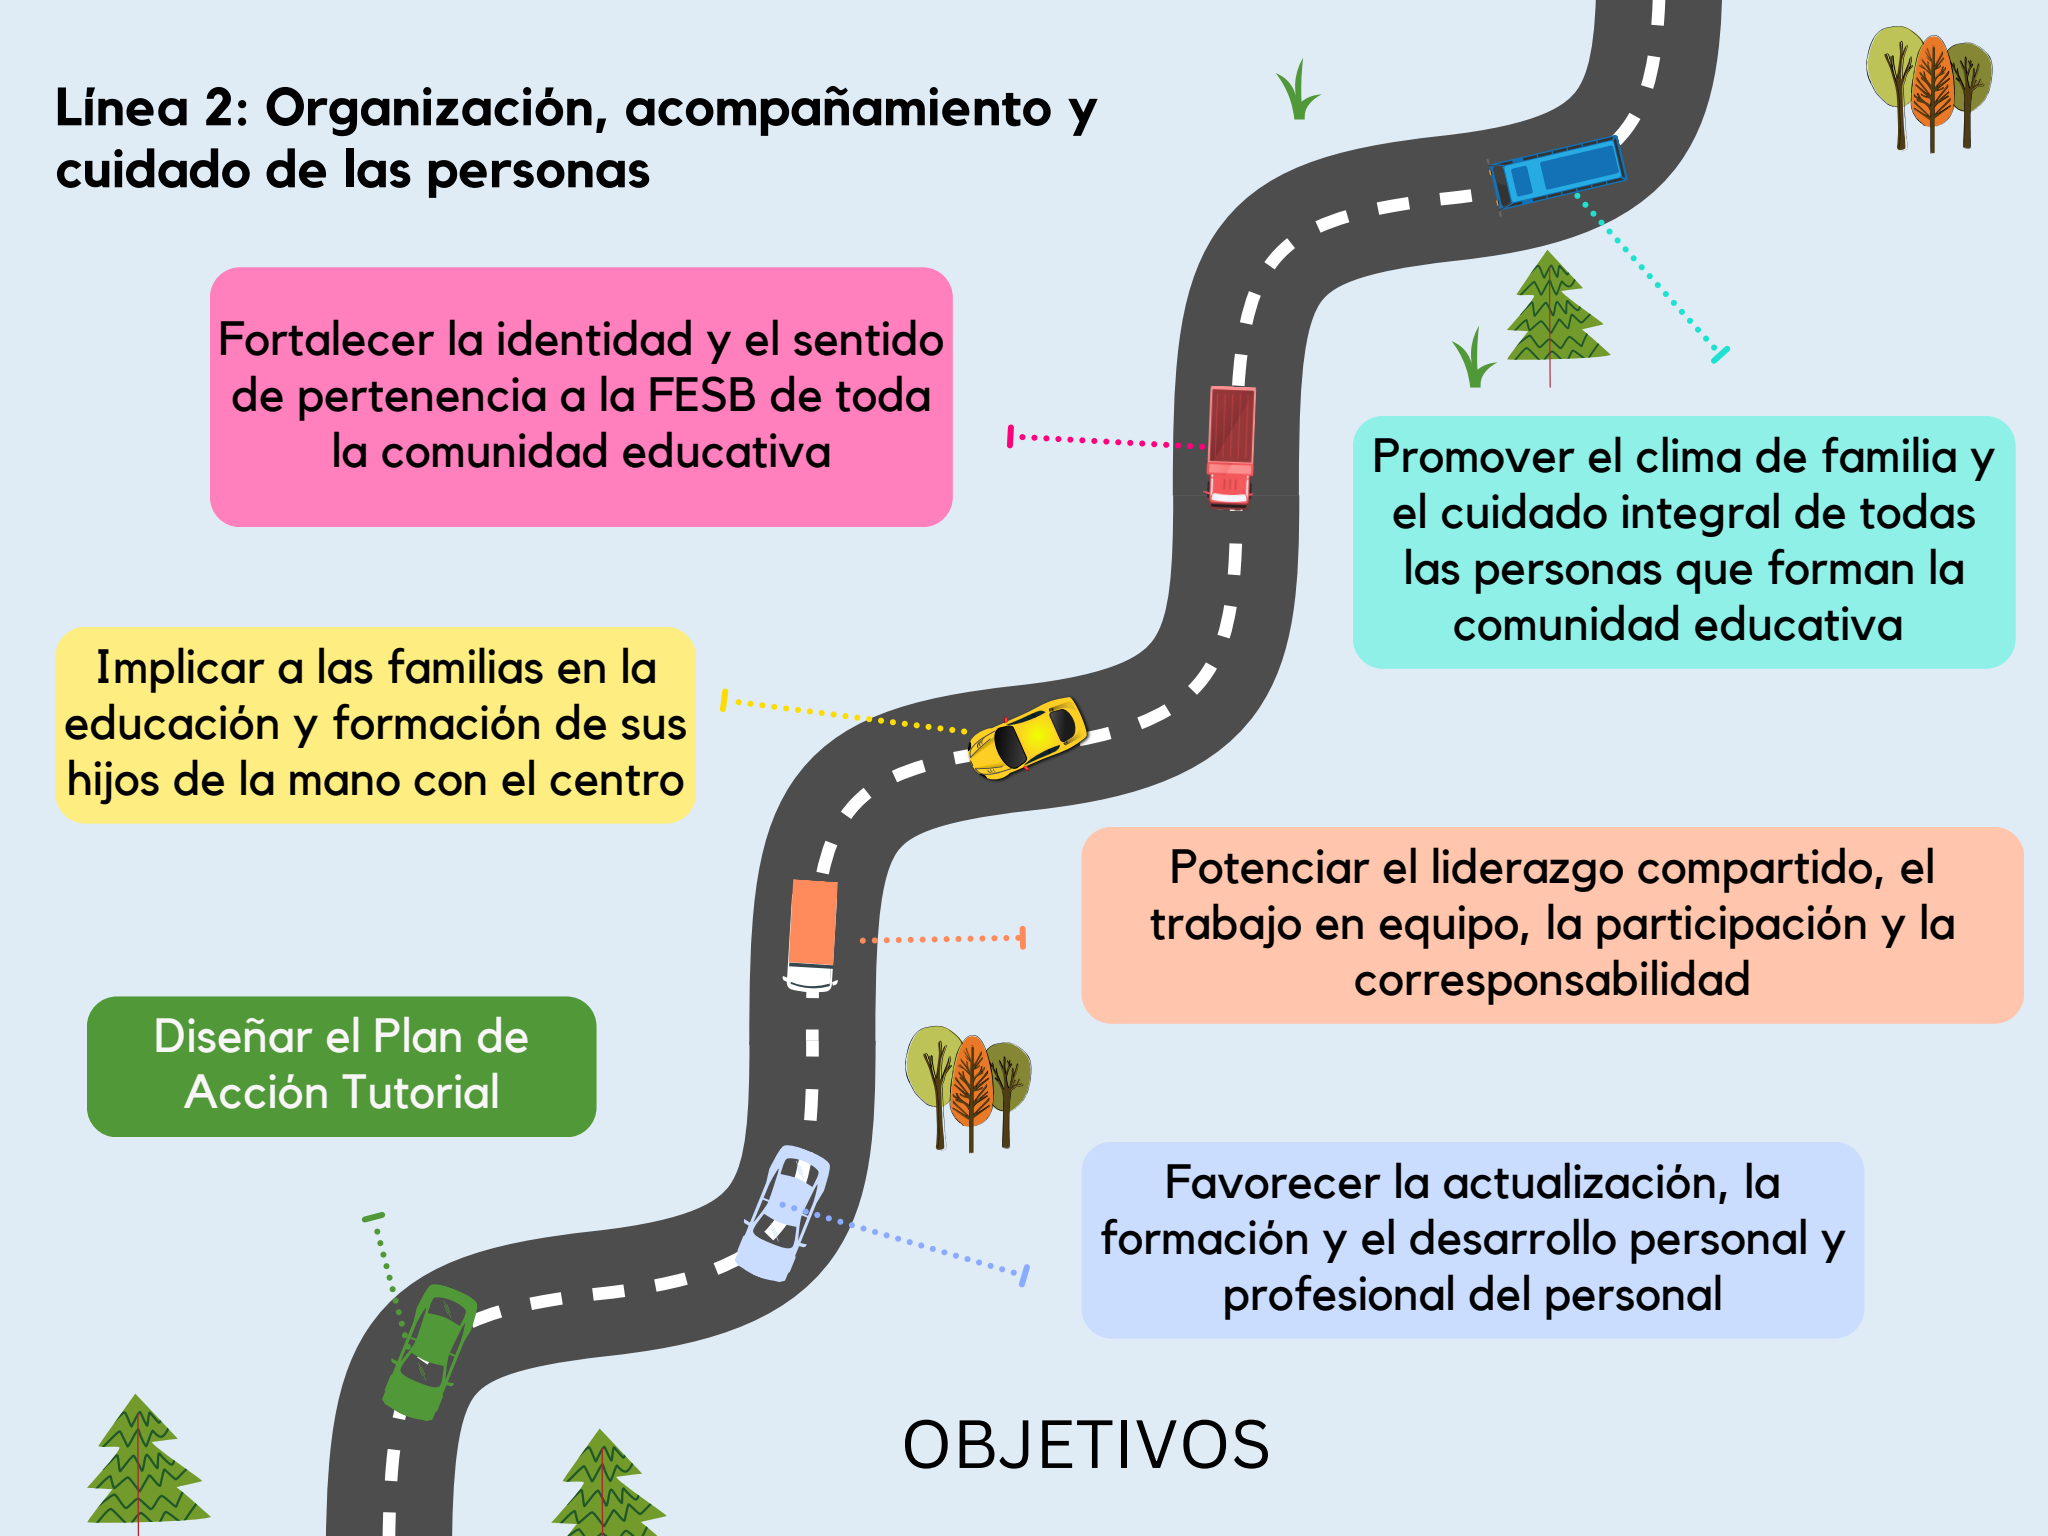 Línea 2: Organización, acompañamiento y
cuidado de las personas
Fortalecer la identidad y el sentido
de pertenencia a la FESB de toda
la comunidad educativa
Promover el clima de familia y
el cuidado integral de todas
las personas que forman la
comunidad educativa
Implicar a las familias en la
educación y formación de sus
hijos de la mano con el centro
Potenciar el liderazgo compartido, el
trabajo en equipo, la participación y la
corresponsabilidad
Diseñar el Plan de
Acción Tutorial
Favorecer la actualización, la
formación y el desarrollo personal y
profesional del personal
OBJETIVOS